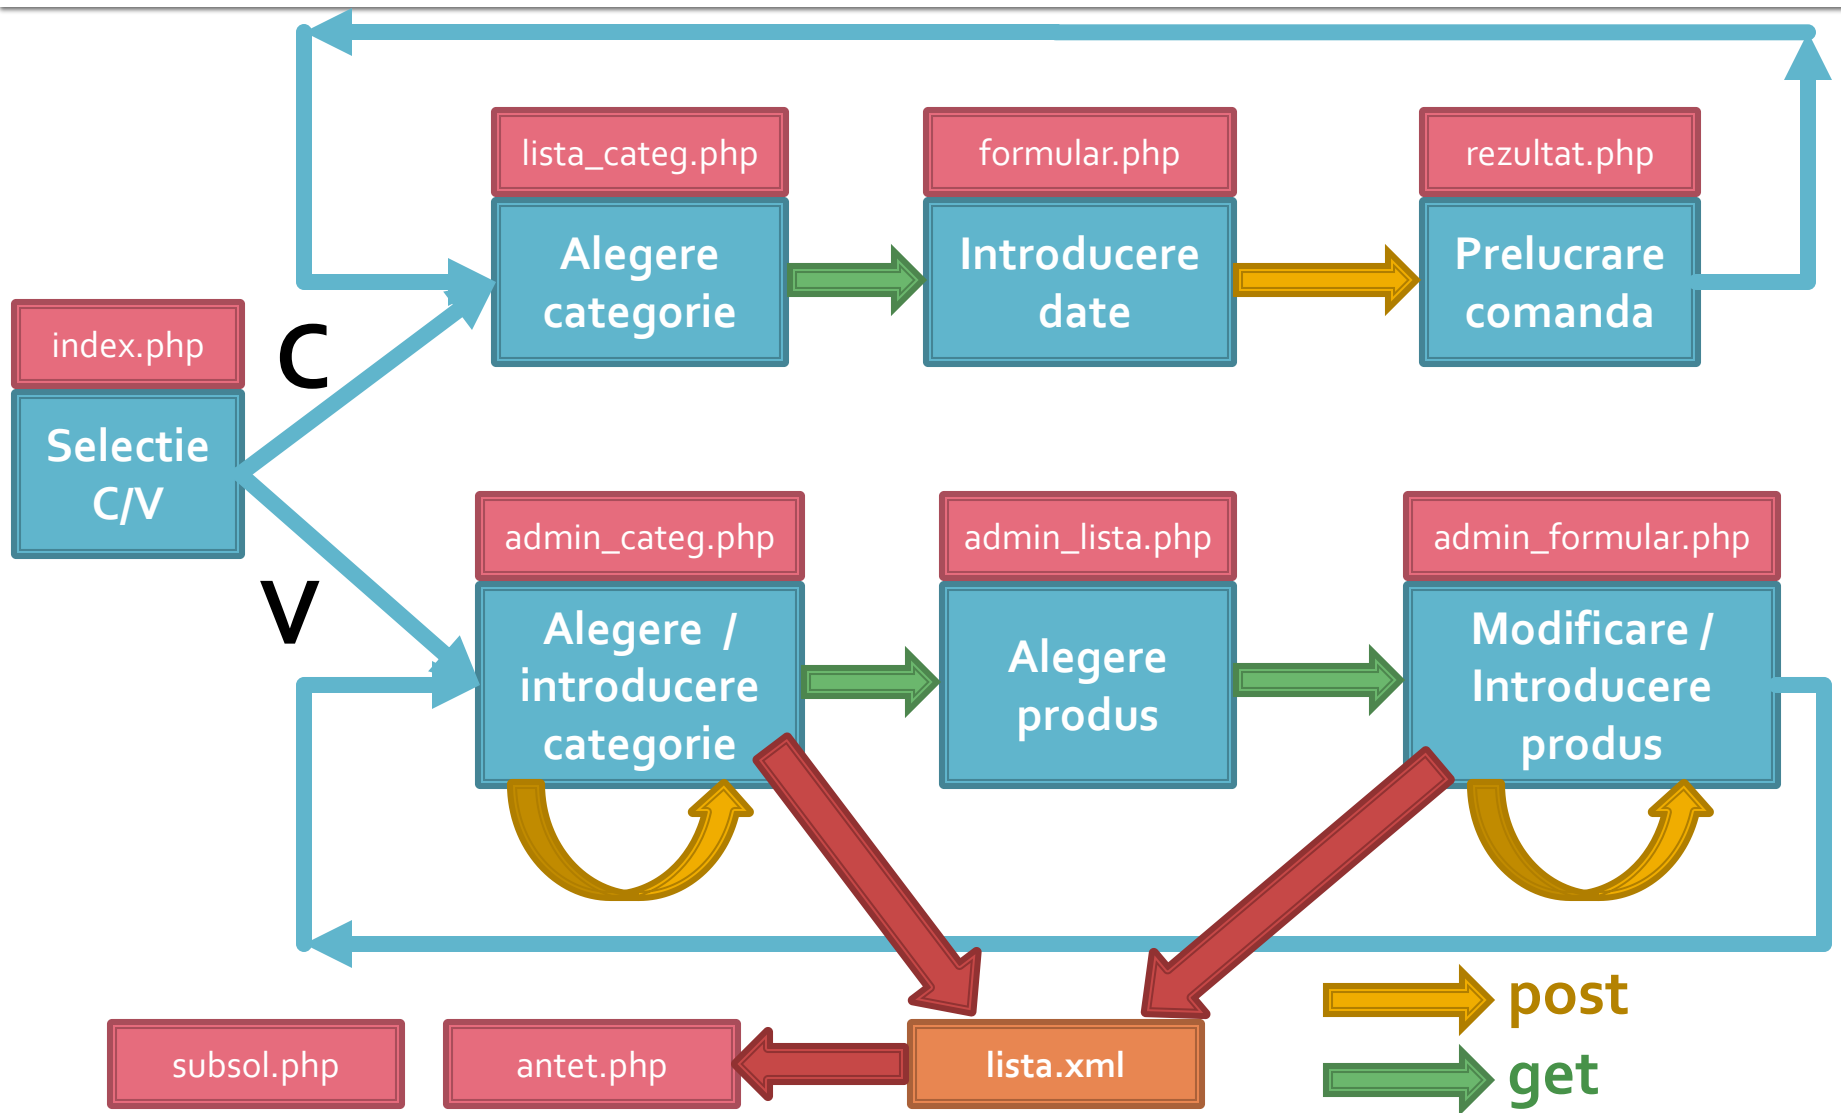 lista_categ.php
formular.php
rezultat.php
Alegere
categorie
Introducere
date
Prelucrare
comanda
index.php
C
Selectie
C/V
V
admin_categ.php
admin_lista.php
admin_formular.php
Alegere /
introducere
categorie
Alegere
produs
Modificare /
Introducere
produs
post
get
subsol.php
antet.php
lista.xml